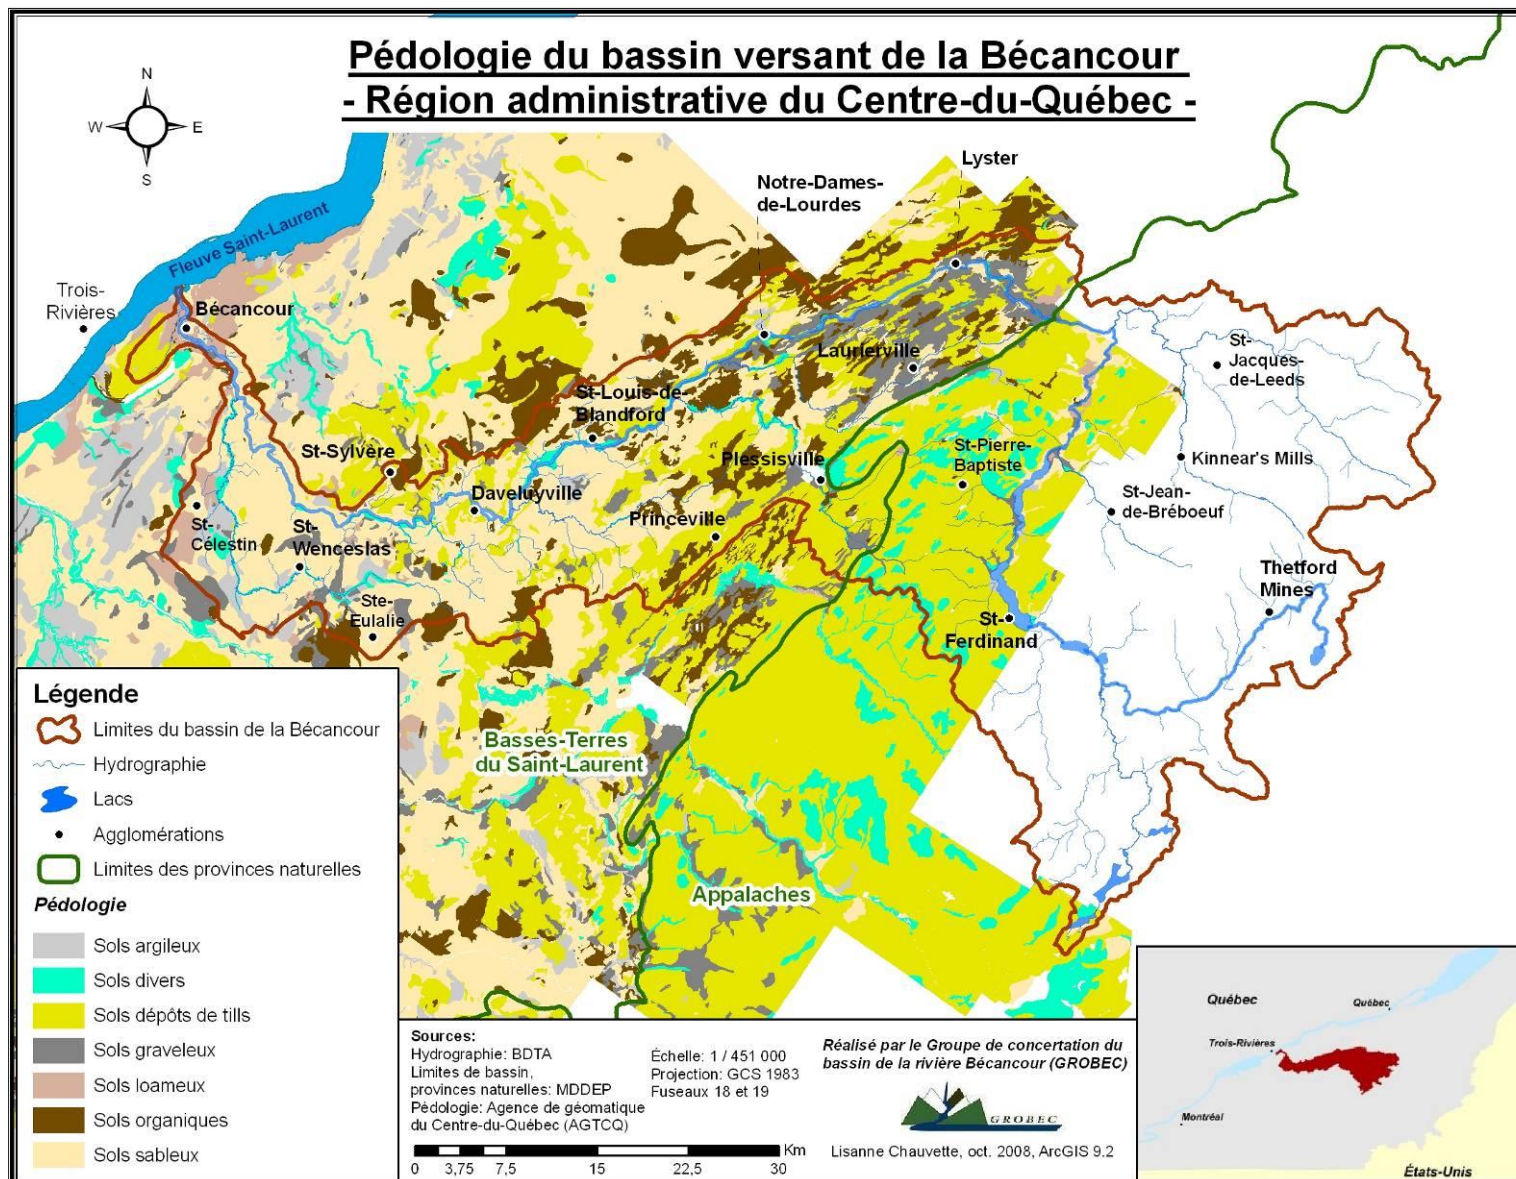 Pédologie du bassin versant de la Bécancour
- Région administrative du Centre-du-Québec -
N
W
E
S
Fleuve Saint-Laurent
Trois-
Rivières
Bécancour
Notre-Dames-
de-Lourdes
Lyster
Laurierville
St-
Jacques-
de-Leeds
St-Louis-de-
Blandford
St-Sylvère
Daveluyville
Plessisville
St-Pierre-
Baptiste
Kinnear's Mills
St-Jean-
de-Bréboeuf
Princeville
St-
Célestin
St-
Wenceslas
Ste-
Eulalie
St-
Ferdinand
Thetford
Mines
Basses-Terres
du Saint-Laurent
Appalaches
Légende
Limites du bassin de la Bécancour
Hydrographie
Lacs
Agglomérations
Limites des provinces naturelles
Pédologie
Sols argileux
Sols divers
Sols dépôts de tills
Sols graveleux
Sols loameux
Sols organiques
Sols sableux
Sources:
Hydrographie: BDTA
Limites de bassin,
provinces naturelles: MDDEP
Pédologie: Agence de géomatique
du Centre-du-Québec (AGTCQ)
Échelle: 1 / 451 000
Projection: GCS 1983
Fuseaux 18 et 19
Km
0 3,75 7,5 15 22,5 30
Réalisé par le Groupe de concertation du
bassin de la rivière Bécancour (GROBEC)
GROBEC
Lisanne Chauvette, oct. 2008, ArcGIS 9.2
Québec
Québec
Trois-Rivières
Montréal
États-Unis